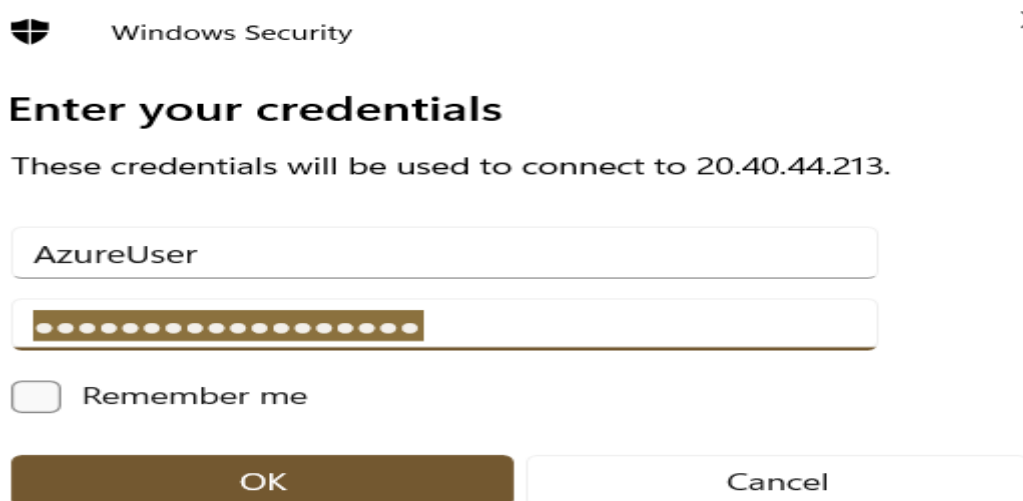 Windows Security
Enter your credentials
These credentials will be used to connect to 20.40.44.213.
AzureUser
Remember me
OK
Cancel